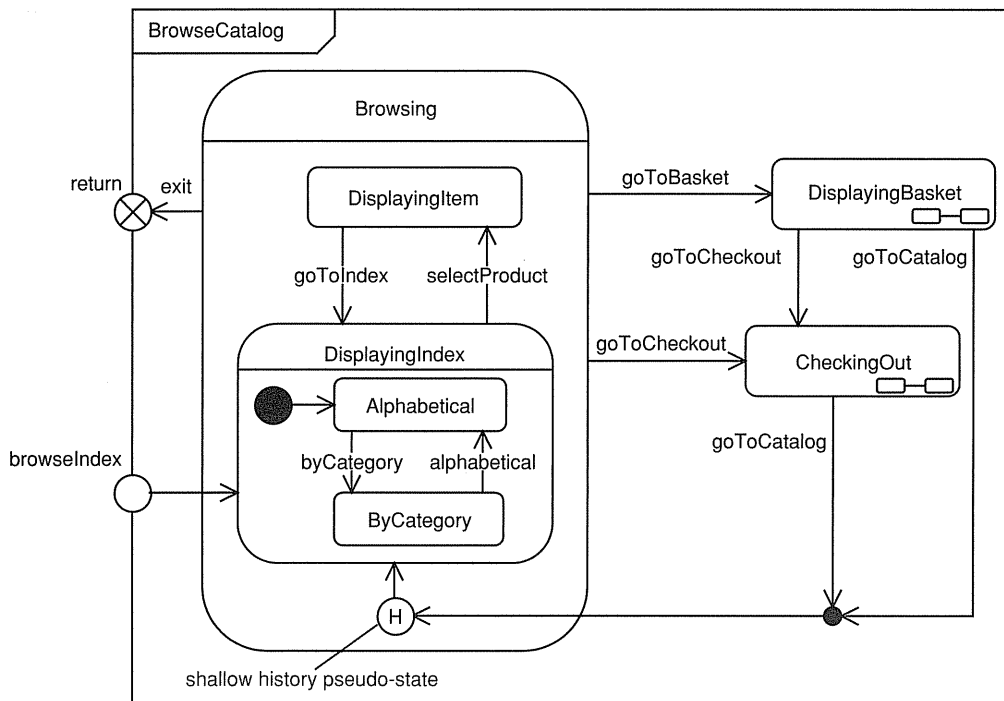 BrowseCatalog
Browsing
return
exit
DisplayingItem
goToBasket
DisplayingBasket
goToIndex
selectProduct
goToCheckout
goToCatalog
DisplayingIndex
goToCheckout
CheckingOut
Alphabetical
goToCatalog
browseIndex
byCategory
alphabetical
ByCategory
H
shallow history pseudo-state